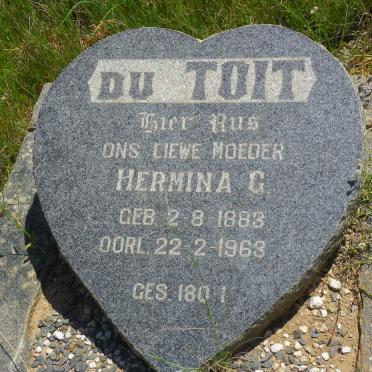 DU TOIT
Hier Rus
ONS LIEWE MOEDER
HERMINA G.
GEB. 2-8-1883
OORL. 22-2-1963
GES. 180 1